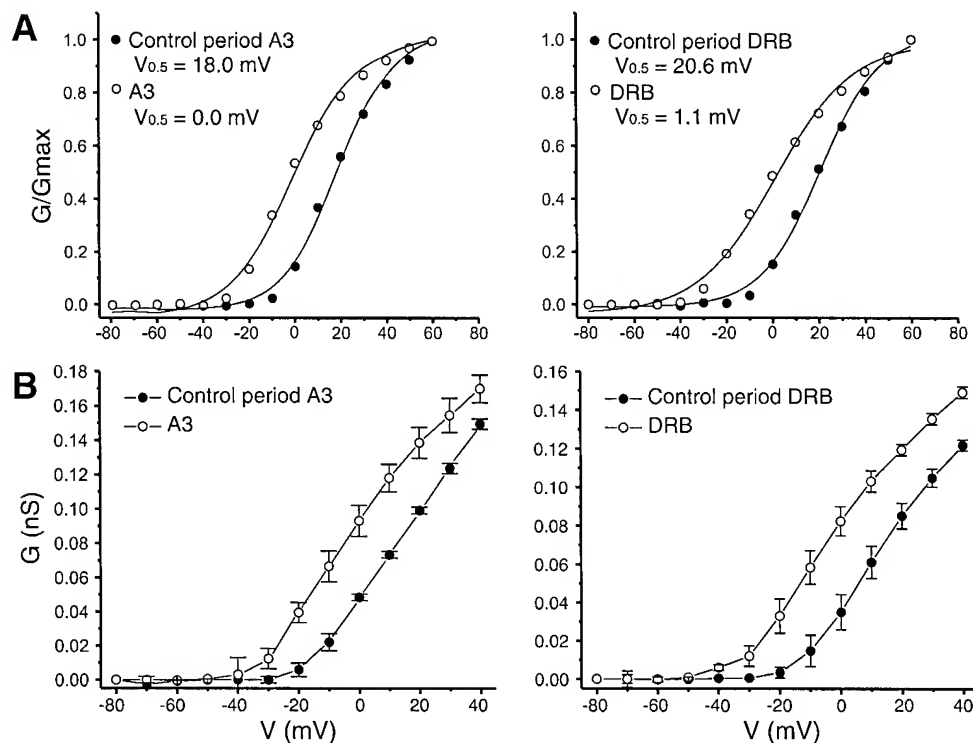 A
Control period A3
V0.5 = 18.0 mV
A3
V0.5 = 0.0 mV
G/Gmax
1.0
0.8
0.6
0.4
0.2
0.0
-80 -60 -40 -20 0 20 40 60 80
Control period DRB
V0.5 = 20.6 mV
DRB
V0.5 = 1.1 mV
1.0
0.8
0.6
0.4
0.2
0.0
-80 -60 -40 -20 0 20 40 60 80
B
Control period A3
A3
G (nS)
0.18
0.16
0.14
0.12
0.10
0.08
0.06
0.04
0.02
0.00
-80 -60 -40 -20 0 20 40
V (mV)
Control period DRB
DRB
0.16
0.14
0.12
0.10
0.08
0.06
0.04
0.02
0.00
-80 -60 -40 -20 0 20 40
V (mV)